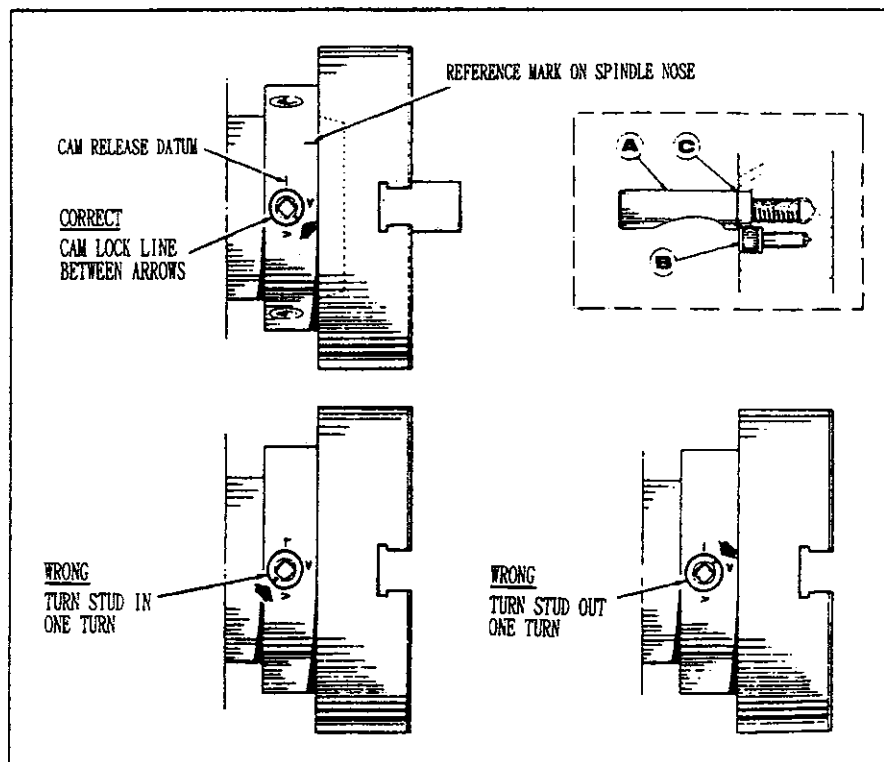 REFERENCE MARK ON SPINDLE NOSE
CAM RELEASE DATUM
CORRECT
CAM LOCK LINE
BETWEEN ARROWS
A
C
B
WRONG
TURN STUD IN
ONE TURN
WRONG
TURN STUD OUT
ONE TURN